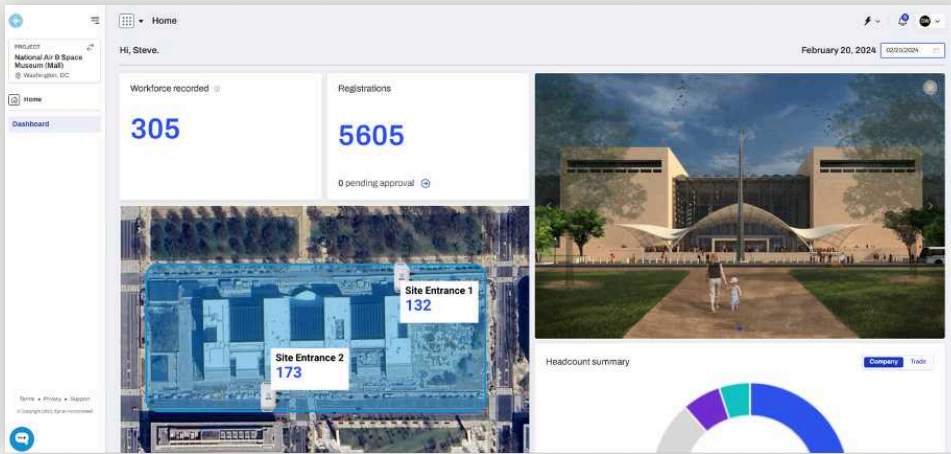 Home
Hi, Steve.
February 20, 2024
02/20/2024
PROJECT
National Air & Space
Museum (Mall)
Washington, DC
Home
Dashboard
Workforce recorded
305
Registrations
5605
0 pending approval
Site Entrance 1
132
Site Entrance 2
173
Headcount summary
Company
Trade
Terms • Privacy • Support